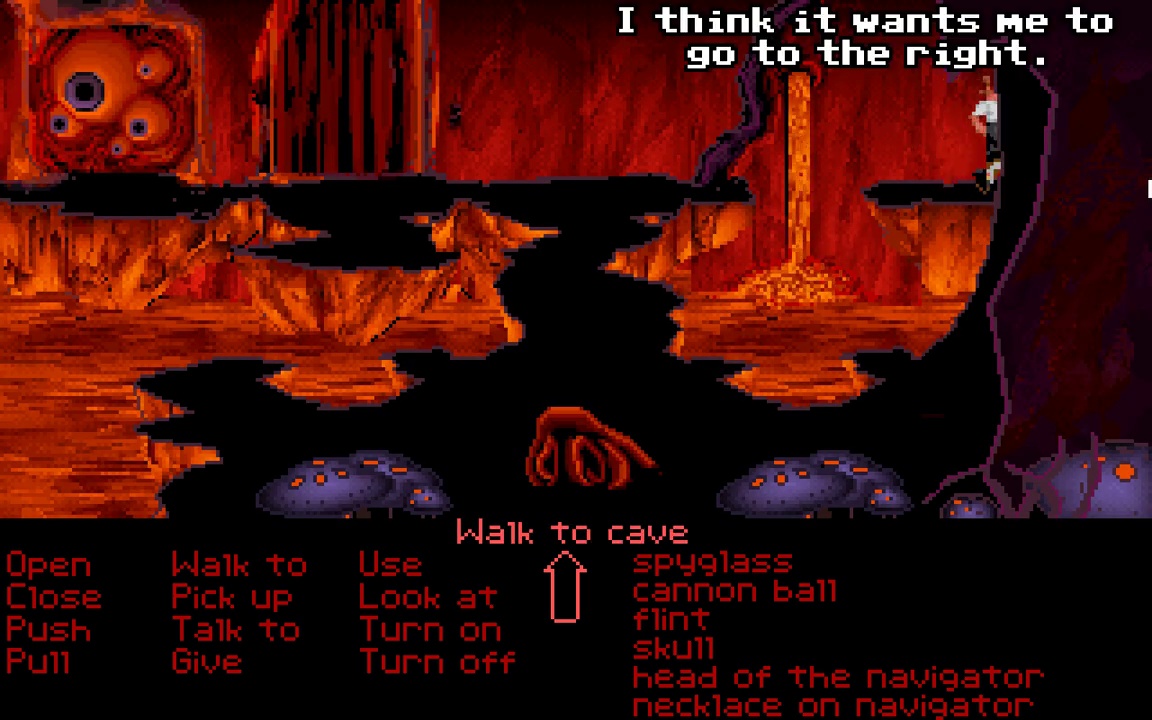 I think it wants me to
go to the right.
Walk to cave
Open Walk to Use
Close Pick up Look at
Push Talk to Turn on
Pull Give Turn off
spyglass
cannon ball
flint
skull
head of the navigator
necklace on navigator